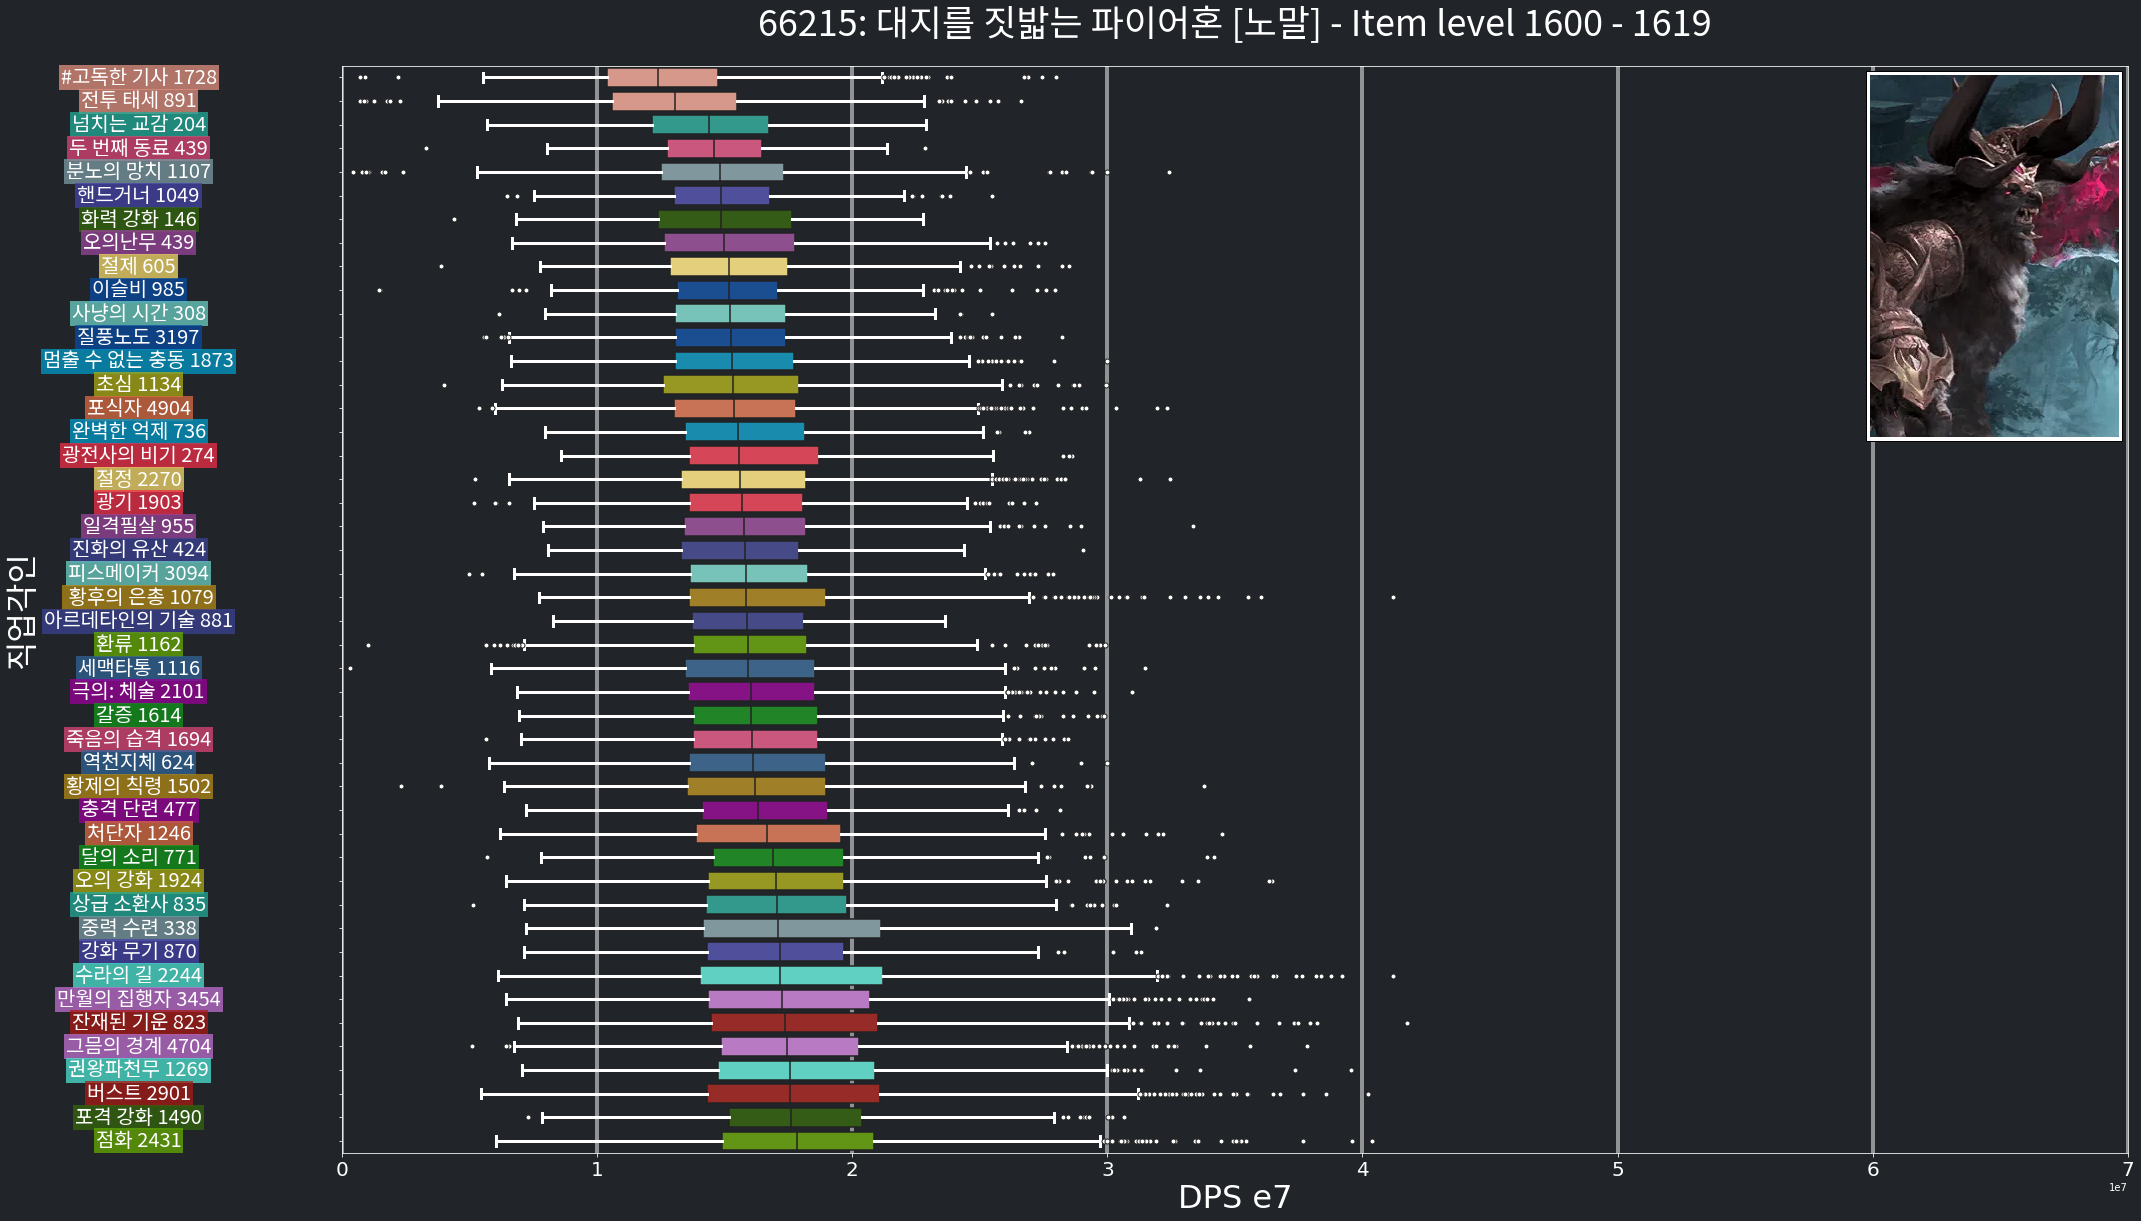 66215: 대지를 짓밟는 파이어혼 [노말] - Item level 1600 - 1619
#고독한 기사 1728
전투 태세 891
넘치는 교감 204
두 번째 동료 439
분노의 망치 1107
핸드거너 1049
화력 강화 146
오의난무 439
절제 605
이슬비 985
사냥의 시간 308
질풍노도 3197
멈출 수 없는 충동 1873
초심 1134
포식자 4904
완벽한 억제 736
광전사의 비기 274
절정 2270
광기 1903
일격필살 955
진화의 유산 424
피스메이커 3094
황후의 은총 1079
아르데타인의 기술 881
환류 1162
세맥타통 1116
극의: 체술 2101
갈증 1614
죽음의 습격 1694
역천지체 624
황제의 칙령 1502
충격 단련 477
처단자 1246
달의 소리 771
오의 강화 1924
상급 소환사 835
중력 수련 338
강화 무기 870
수라의 길 2244
만월의 집행자 3454
잔재된 기운 823
그믐의 경계 4704
권왕파천무 1269
버스트 2901
포격 강화 1490
점화 2431
직업각인
0 1 2 3 4 5 6 7
DPS e7
1e7